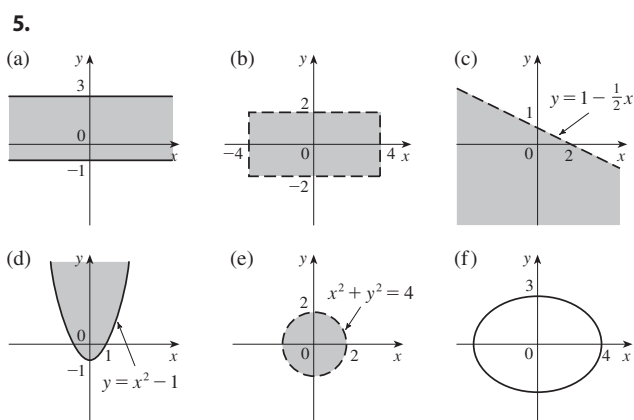 5.
(a)
y
3
0
x
−1
(b)
y
2
−4
0
4 x
−2
(c)
y
y = 1 − ½x
1
0
2
x
(d)
y
0
1
x
−1
y = x² − 1
(e)
y
x² + y² = 4
2
0
2
x
(f)
y
3
0
4 x